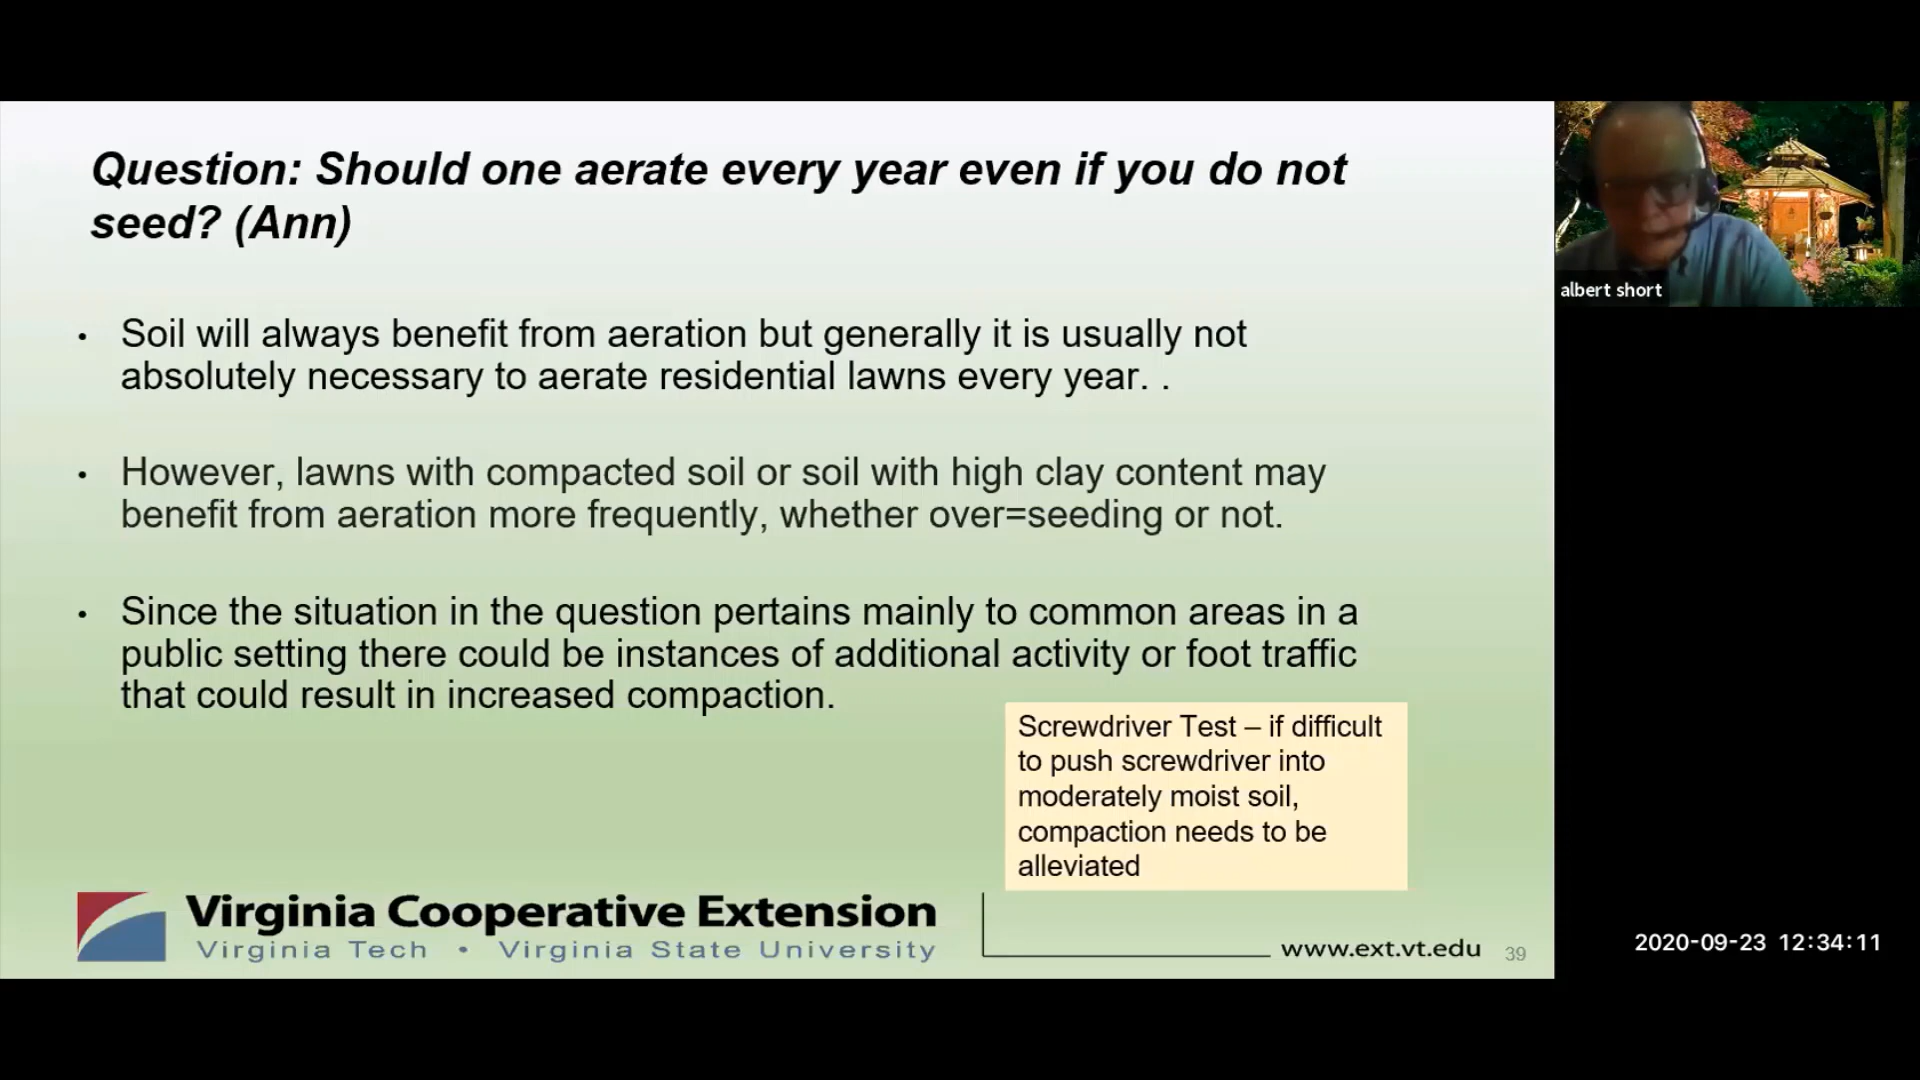 Question: Should one aerate every year even if you do not
seed? (Ann)
• Soil will always benefit from aeration but generally it is usually not
absolutely necessary to aerate residential lawns every year. .
• However, lawns with compacted soil or soil with high clay content may
benefit from aeration more frequently, whether over=seeding or not.
• Since the situation in the question pertains mainly to common areas in a
public setting there could be instances of additional activity or foot traffic
that could result in increased compaction.
Screwdriver Test – if difficult
to push screwdriver into
moderately moist soil,
compaction needs to be
alleviated
Virginia Cooperative Extension
Virginia Tech • Virginia State University
www.ext.vt.edu
39
albert short
2020-09-23 12:34:11